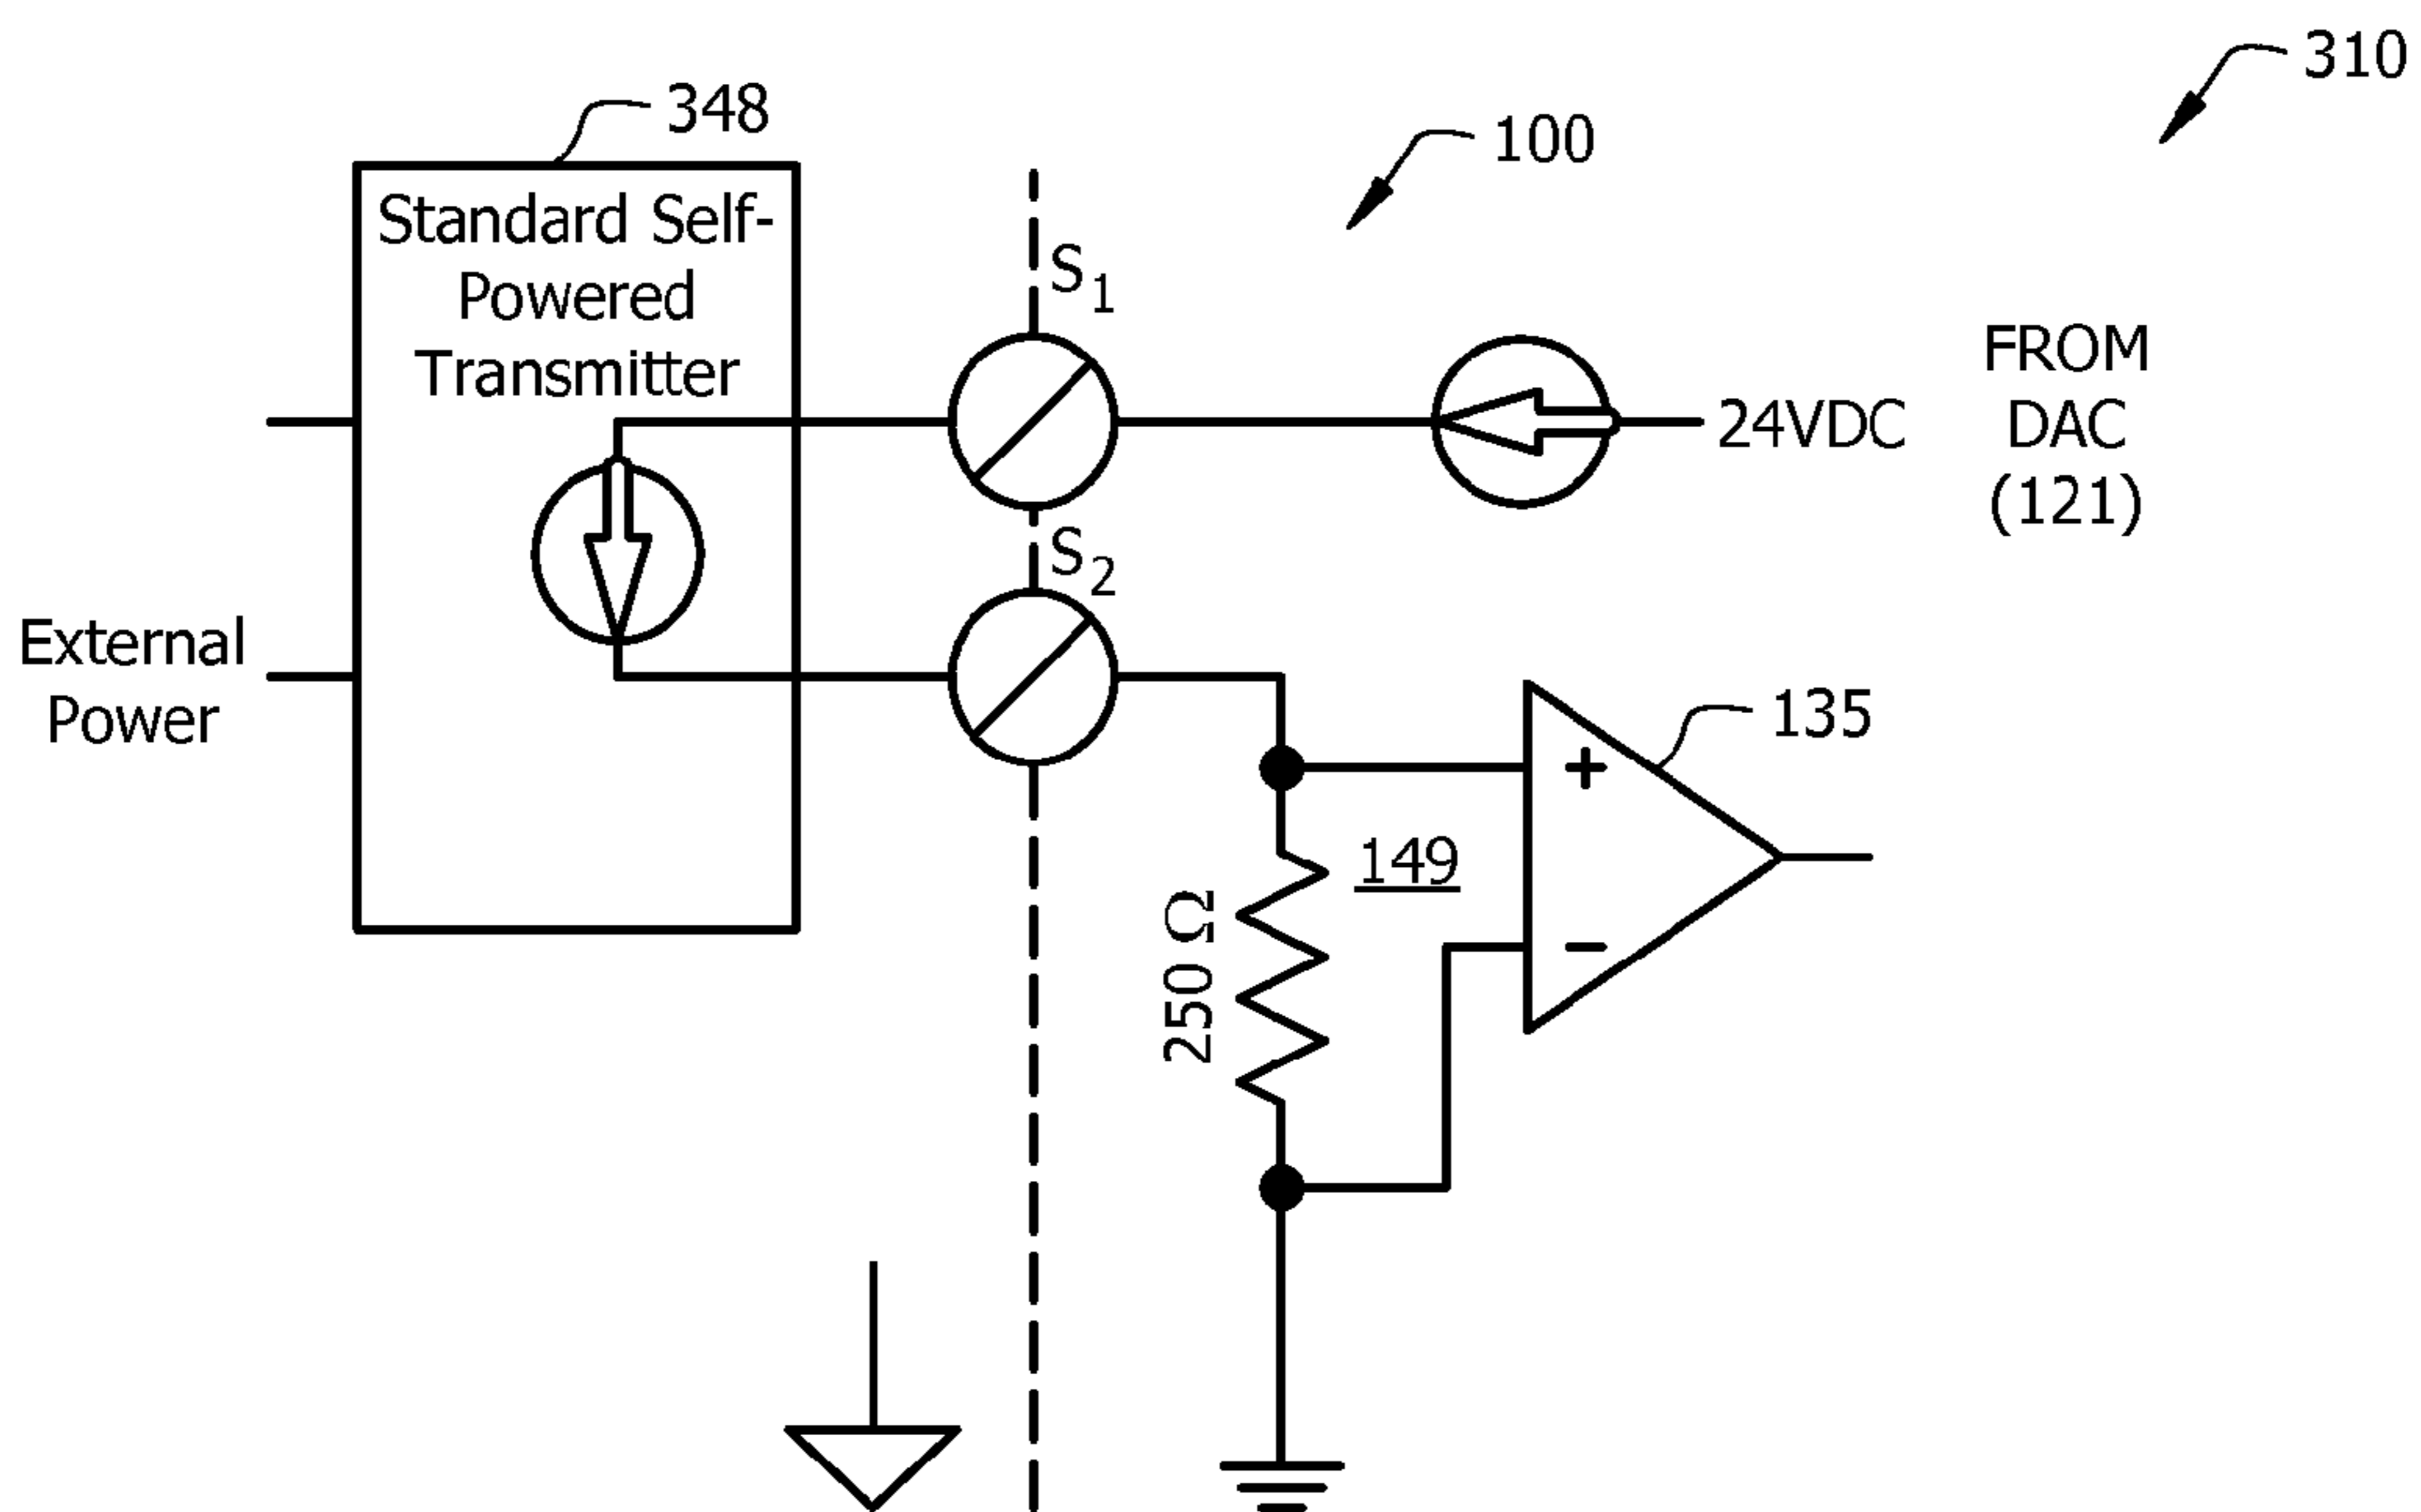 310
348
100
Standard Self-
Powered
Transmitter
S1
24VDC
FROM
DAC
(121)
S2
External
Power
135
+
149
−
250 Ω